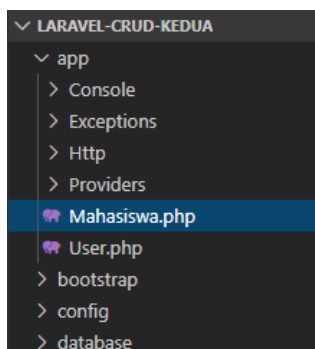 LARAVEL-CRUD-KEDUA
app
Console
Exceptions
Http
Providers
Mahasiswa.php
User.php
bootstrap
config
database